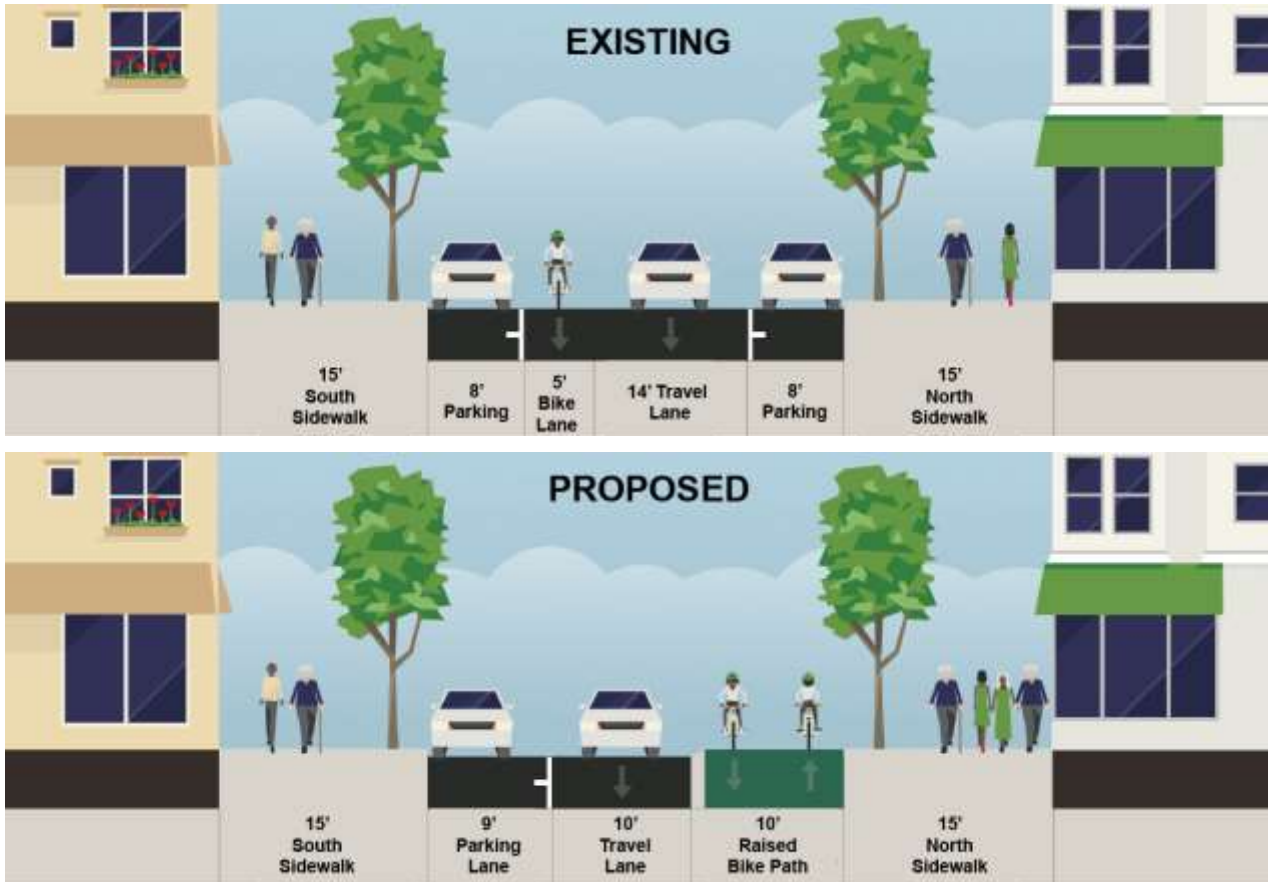 EXISTING
15'
South
Sidewalk
8'
Parking
5'
Bike
Lane
14' Travel
Lane
8'
Parking
15'
North
Sidewalk
PROPOSED
15'
South
Sidewalk
9'
Parking
Lane
10'
Travel
Lane
10'
Raised
Bike Path
15'
North
Sidewalk